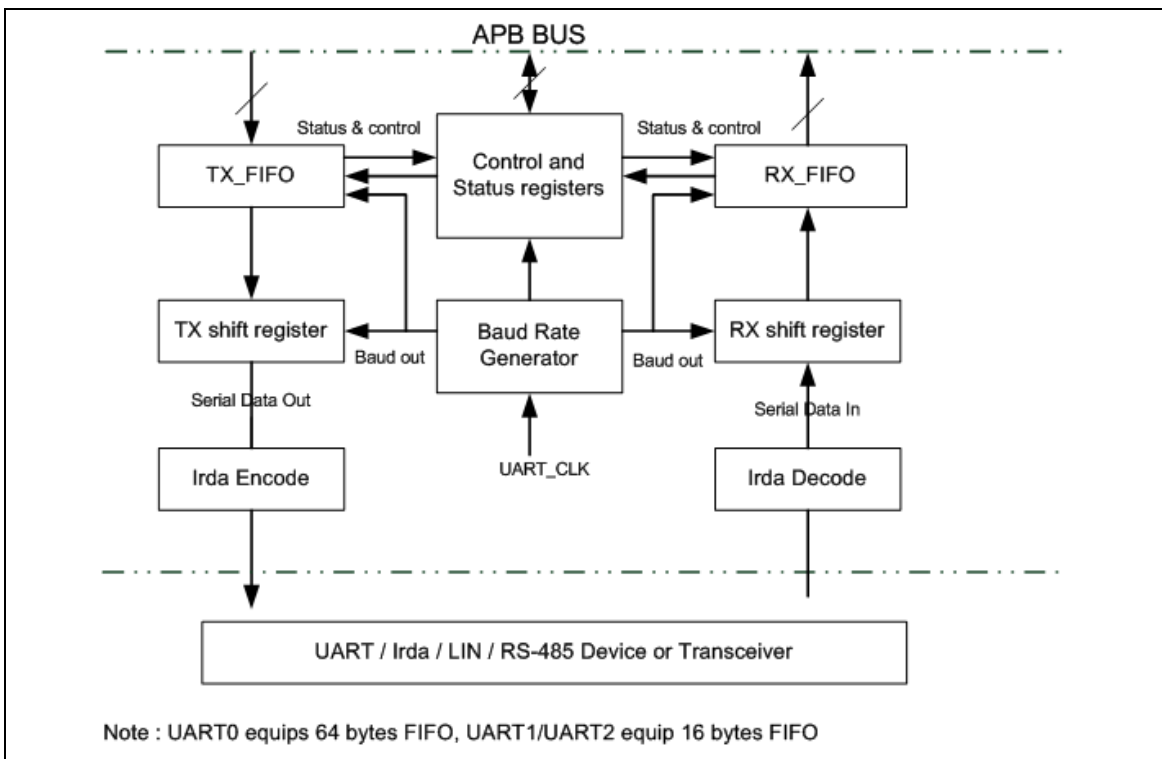 APB BUS
Status & control
Status & control
TX_FIFO
Control and
Status registers
RX_FIFO
TX shift register
Baud Rate
Generator
RX shift register
Baud out
Baud out
Serial Data Out
Serial Data In
UART_CLK
Irda Encode
Irda Decode
UART / Irda / LIN / RS-485 Device or Transceiver
Note : UART0 equips 64 bytes FIFO, UART1/UART2 equip 16 bytes FIFO